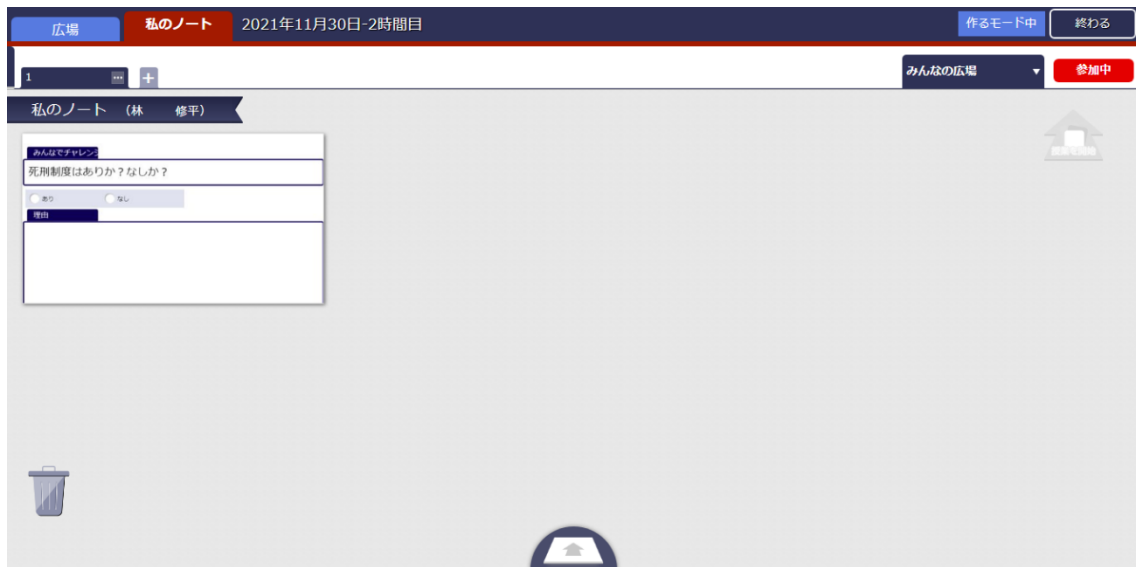 広場
私のノート
2021年11月30日-2時間目
作るモード中
終わる
1
みんなの広場
参加中
私のノート (林 修平)
みんなでチャレンジ
死刑制度はありか？なしか？
あり
なし
理由